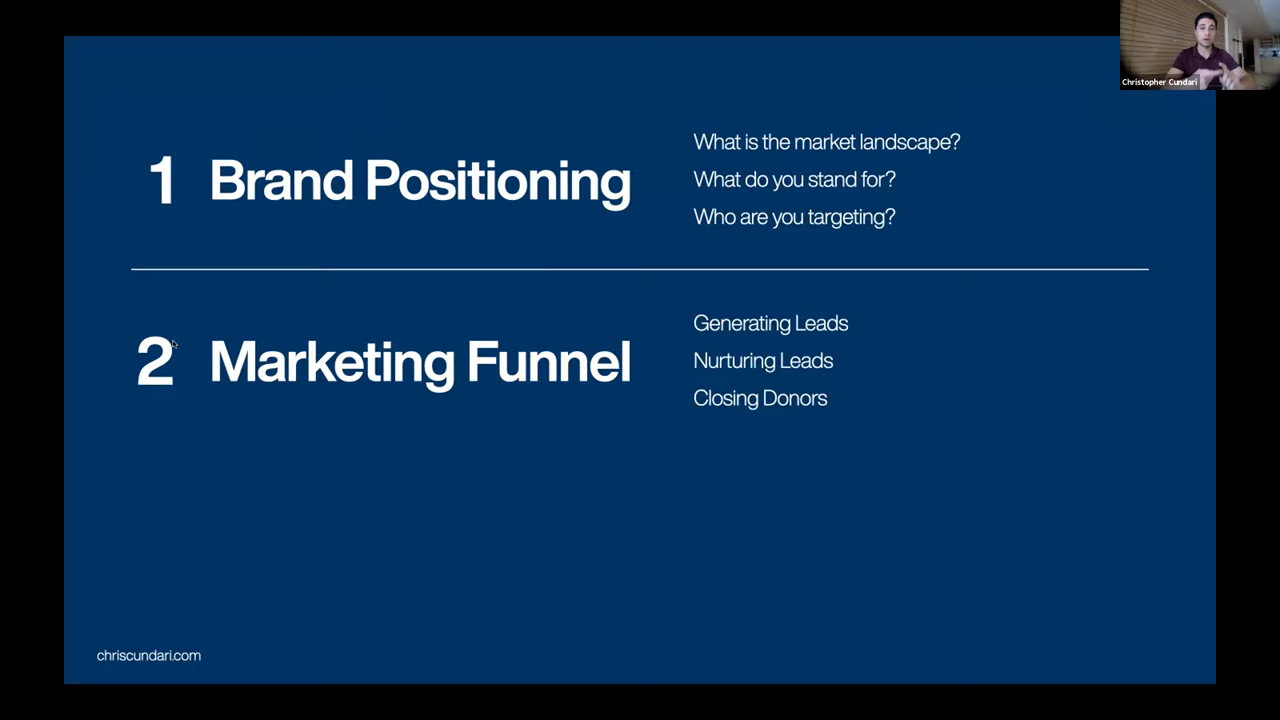 Christopher Cundari
1 Brand Positioning
What is the market landscape?
What do you stand for?
Who are you targeting?
2 Marketing Funnel
Generating Leads
Nurturing Leads
Closing Donors
chriscundari.com